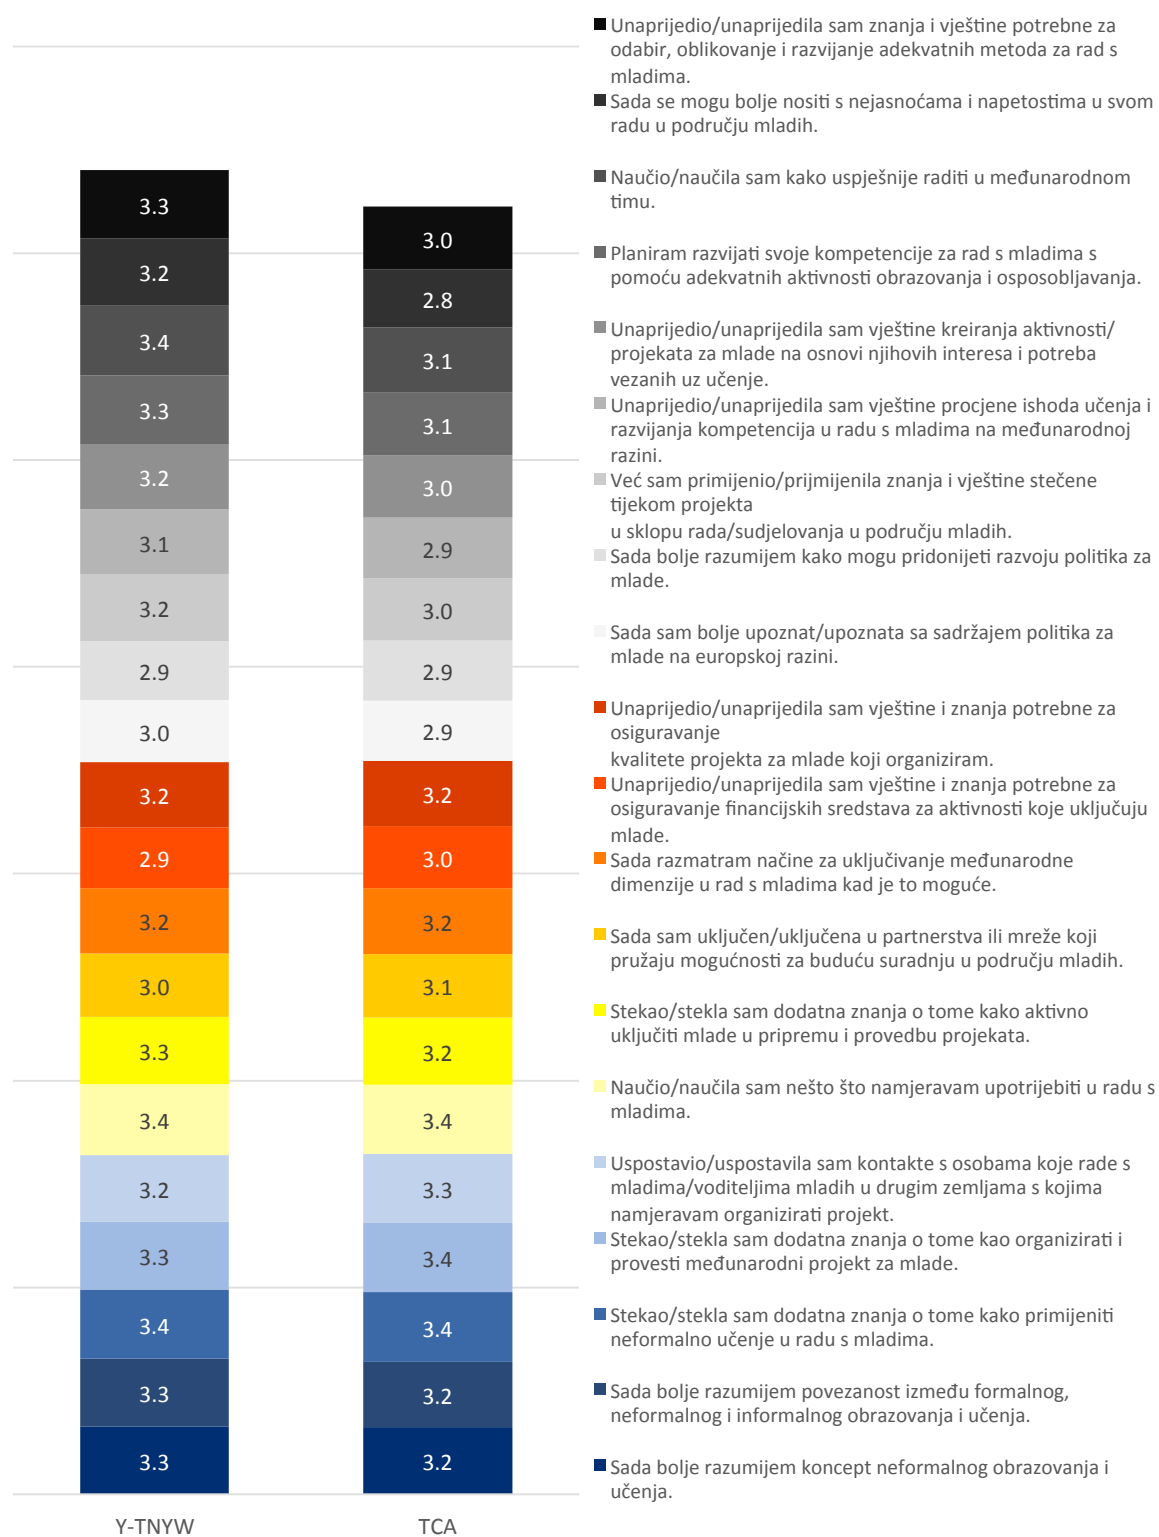 Unaprijedio/unaprijedila sam znanja i vještine potrebne za
odabir, oblikovanje i razvijanje adekvatnih metoda za rad s
mladima.
Sada se mogu bolje nositi s nejasnoćama i napetostima u svom
radu u području mladih.
Naučio/naučila sam kako uspješnije raditi u međunarodnom
timu.
Planiram razvijati svoje kompetencije za rad s mladima s
pomoću adekvatnih aktivnosti obrazovanja i osposobljavanja.
Unaprijedio/unaprijedila sam vještine kreiranja aktivnosti/
projekata za mlade na osnovi njihovih interesa i potreba
vezanih uz učenje.
Unaprijedio/unaprijedila sam vještine procjene ishoda učenja i
razvijanja kompetencija u radu s mladima na međunarodnoj
razini.
Već sam primijenio/prijmijenila znanja i vještine stečene
tijekom projekta
u sklopu rada/sudjelovanja u području mladih.
Sada bolje razumijem kako mogu pridonijeti razvoju politika za
mlade.
Sada sam bolje upoznat/upoznata sa sadržajem politika za
mlade na europskoj razini.
Unaprijedio/unaprijedila sam vještine i znanja potrebne za
osiguravanje
kvalitete projekta za mlade koji organiziram.
Unaprijedio/unaprijedila sam vještine i znanja potrebne za
osiguravanje financijskih sredstava za aktivnosti koje uključuju
mlade.
Sada razmatram načine za uključivanje međunarodne
dimenzije u rad s mladima kad je to moguće.
Sada sam uključen/uključena u partnerstva ili mreže koji
pružaju mogućnosti za buduću suradnju u području mladih.
Stekao/stekla sam dodatna znanja o tome kako aktivno
uključiti mlade u pripremu i provedbu projekata.
Naučio/naučila sam nešto što namjeravam upotrijebiti u radu s
mladima.
Uspostavio/uspostavila sam kontakte s osobama koje rade s
mladima/voditeljima mladih u drugim zemljama s kojima
namjeravam organizirati projekt.
Stekao/stekla sam dodatna znanja o tome kao organizirati i
provesti međunarodni projekt za mlade.
Stekao/stekla sam dodatna znanja o tome kako primijeniti
neformalno učenje u radu s mladima.
Sada bolje razumijem povezanost između formalnog,
neformalnog i informalnog obrazovanja i učenja.
Sada bolje razumijem koncept neformalnog obrazovanja i
učenja.
3.3
3.2
3.4
3.3
3.2
3.1
3.2
2.9
3.0
3.2
2.9
3.2
3.0
3.3
3.4
3.2
3.3
3.4
3.3
3.3
Y-TNYW
3.0
2.8
3.1
3.1
3.0
2.9
3.0
2.9
2.9
3.2
3.0
3.2
3.1
3.2
3.4
3.3
3.4
3.4
3.2
3.2
TCA